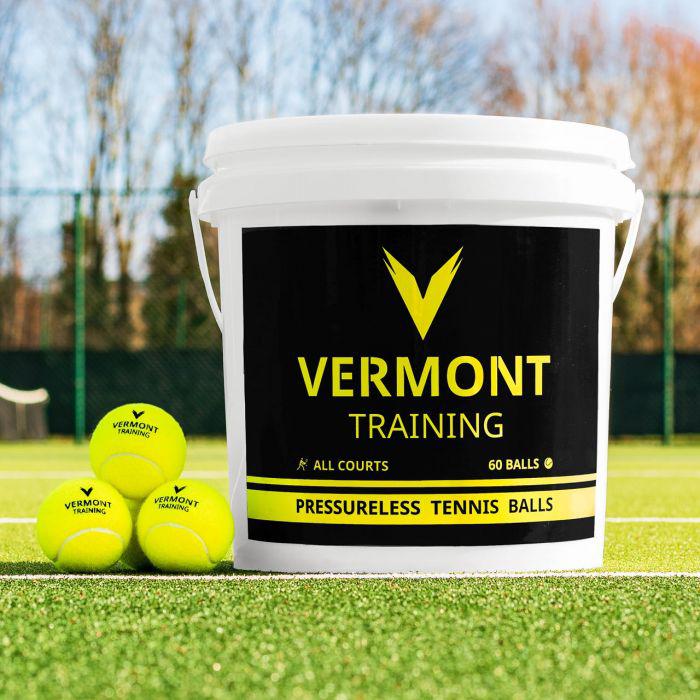 VERMONT
TRAINING
ALL COURTS
60 BALLS
PRESSURELESS TENNIS BALLS
VERMONT
TRAINING
VERMONT
TRAINING
VERMONT
TRAINING